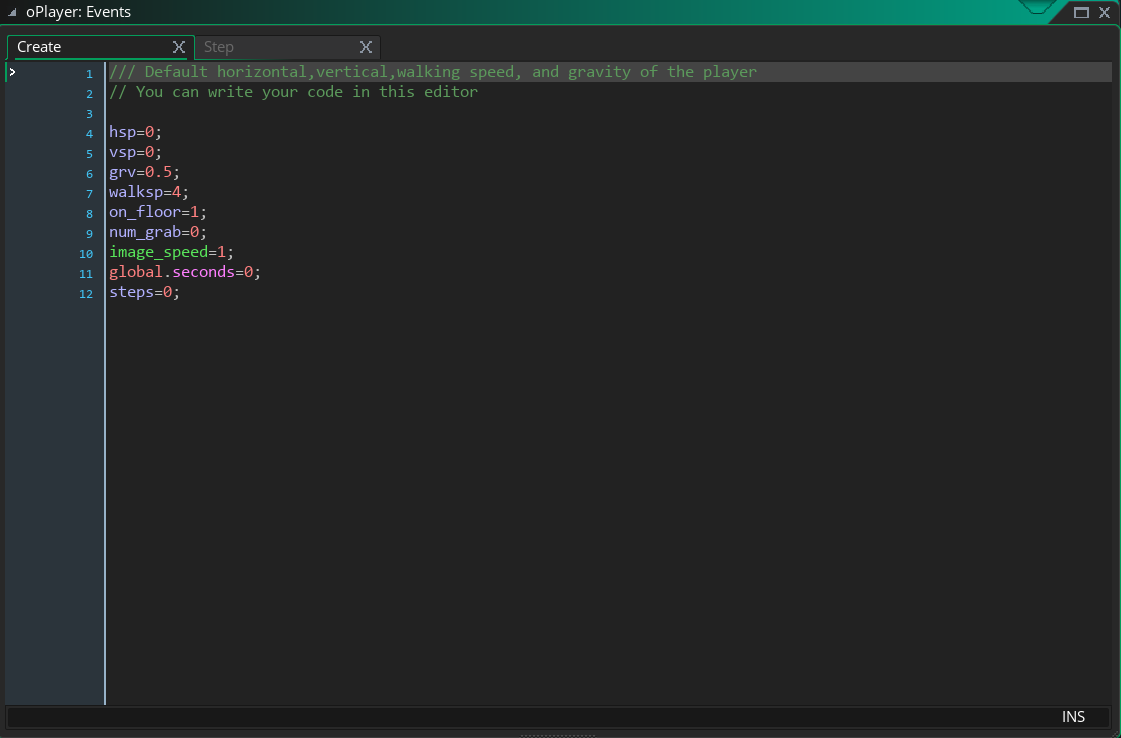 oPlayer: Events
Create
Step
1 /// Default horizontal,vertical,walking speed, and gravity of the player
2 // You can write your code in this editor
3
4 hsp=0;
5 vsp=0;
6 grv=0.5;
7 walksp=4;
8 on_floor=1;
9 num_grab=0;
10 image_speed=1;
11 global.seconds=0;
12 steps=0;
INS